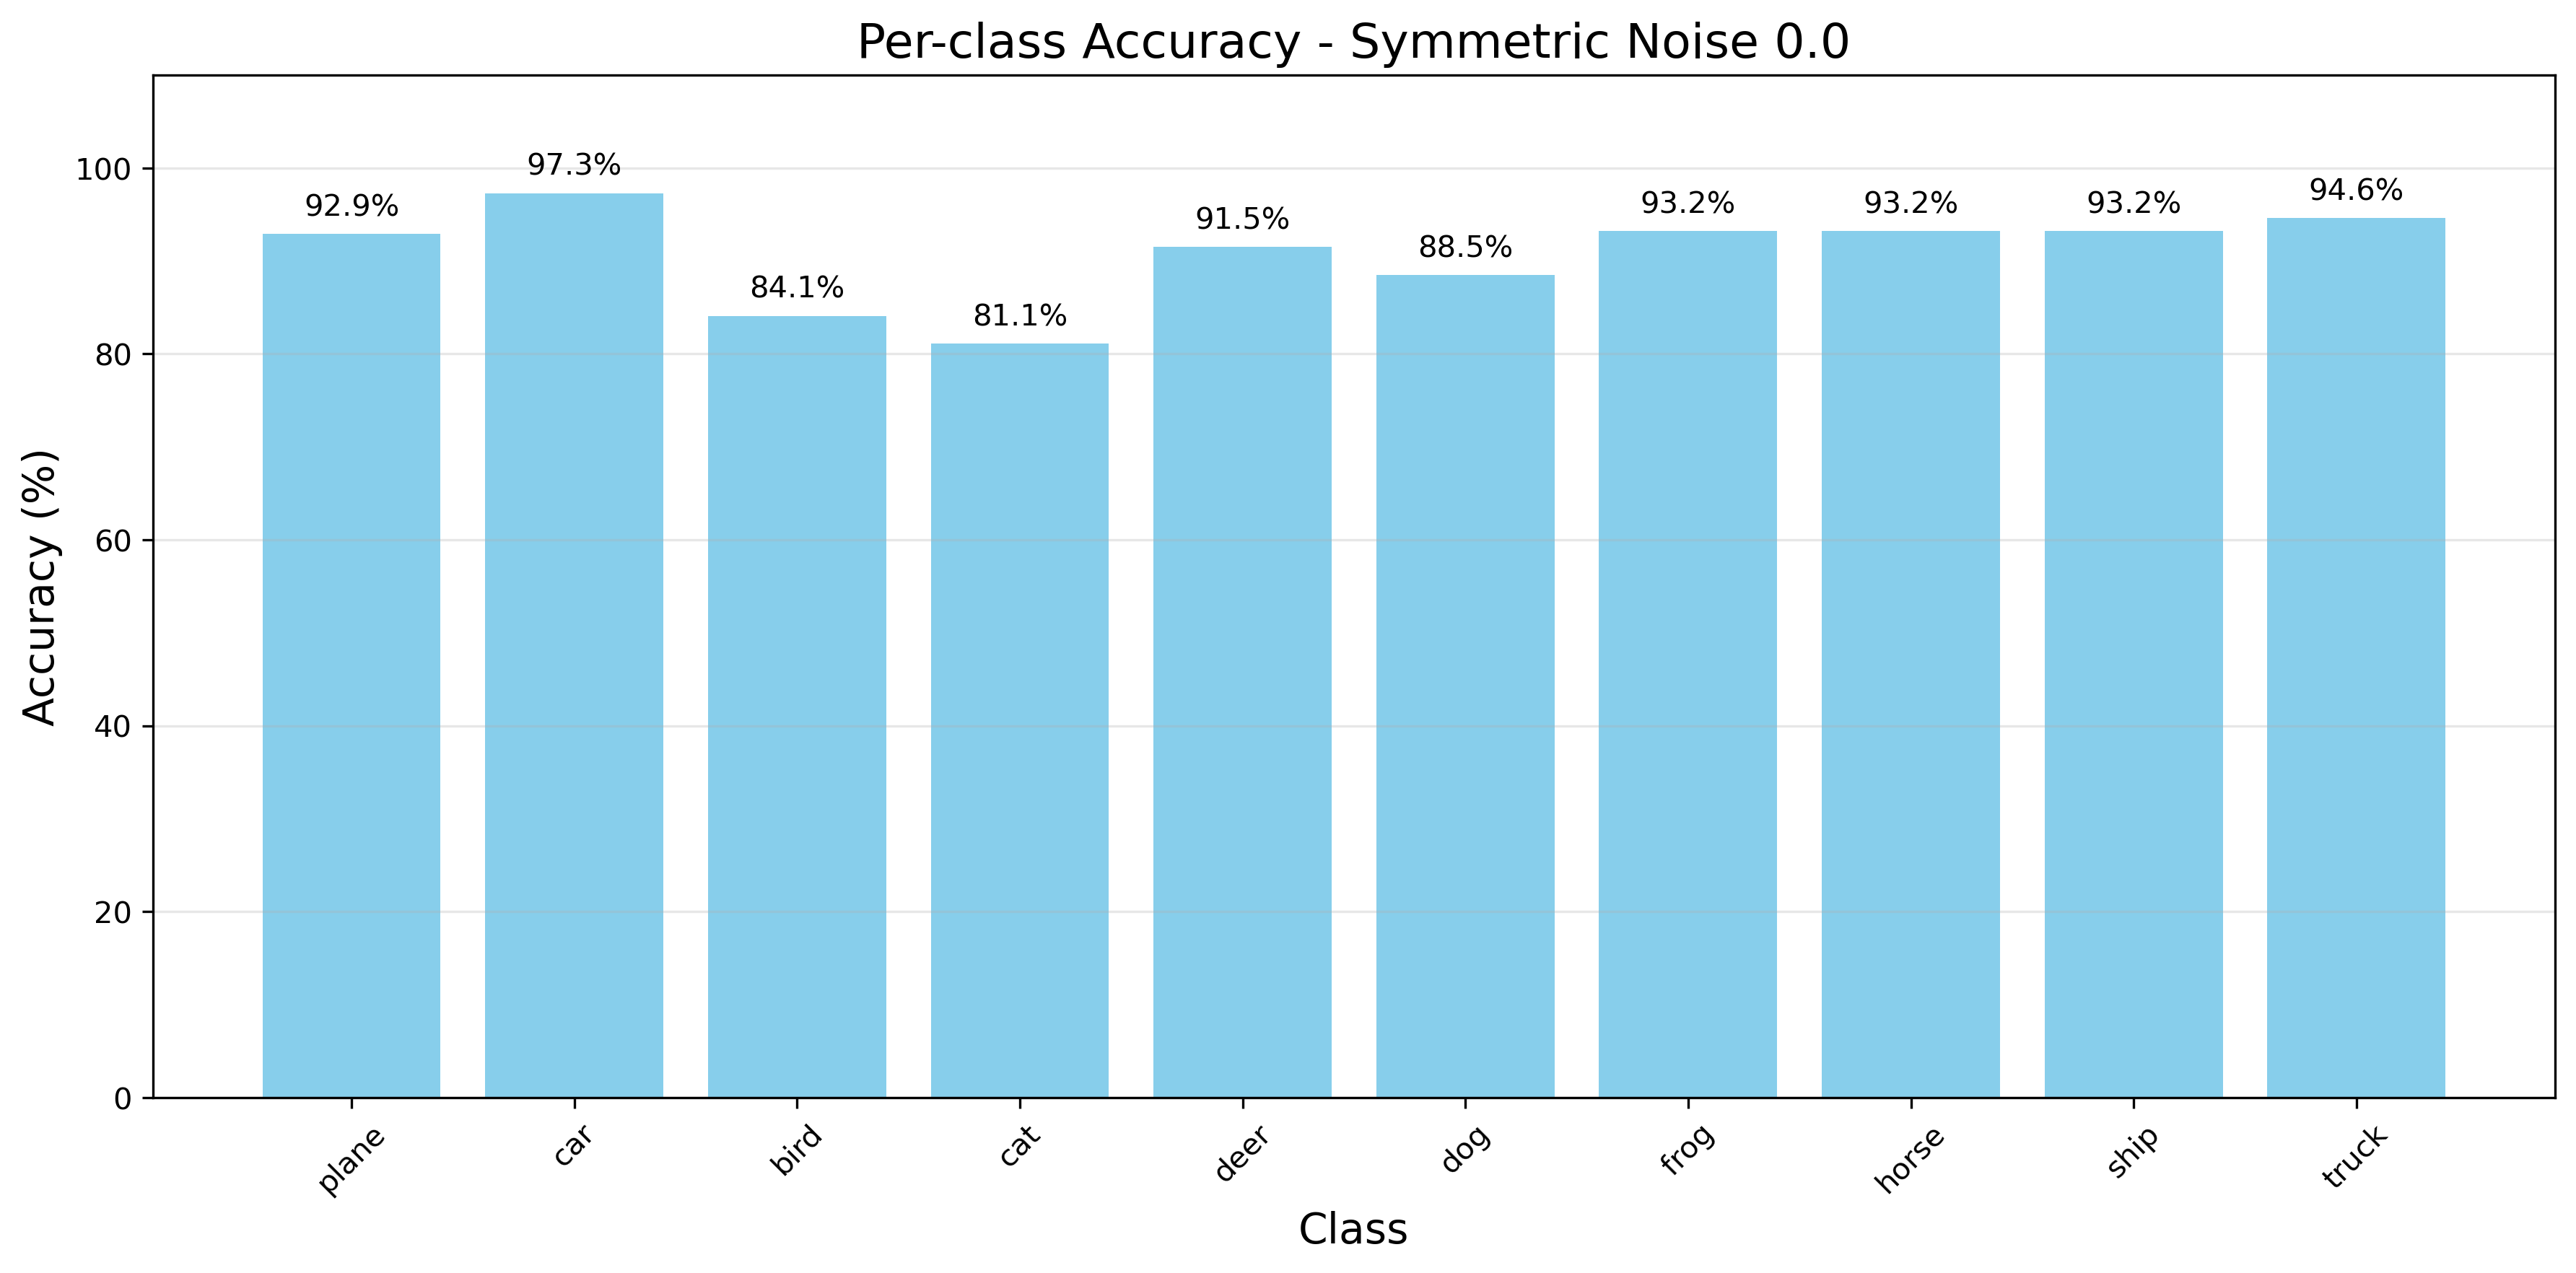 Per-class Accuracy - Symmetric Noise 0.0
Accuracy (%)
100
80
60
40
20
0
92.9%
97.3%
84.1%
81.1%
91.5%
88.5%
93.2%
93.2%
93.2%
94.6%
plane
car
bird
cat
deer
dog
frog
horse
ship
truck
Class